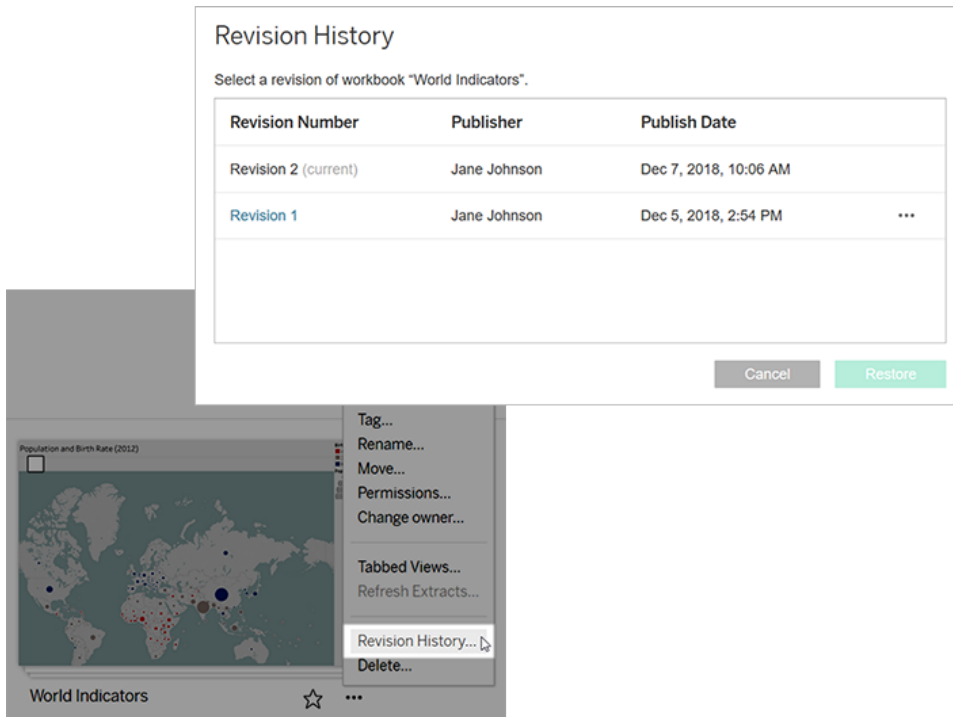 Revision History
Select a revision of workbook “World Indicators”.
Revision Number Publisher Publish Date
Revision 2 (current) Jane Johnson Dec 7, 2018, 10:06 AM
Revision 1 Jane Johnson Dec 5, 2018, 2:54 PM
Cancel Restore
Tag...
Rename...
Move...
Permissions...
Change owner...
Tabbed Views...
Refresh Extracts...
Revision History...
Delete...
Population and Birth Rate (2012)
World Indicators